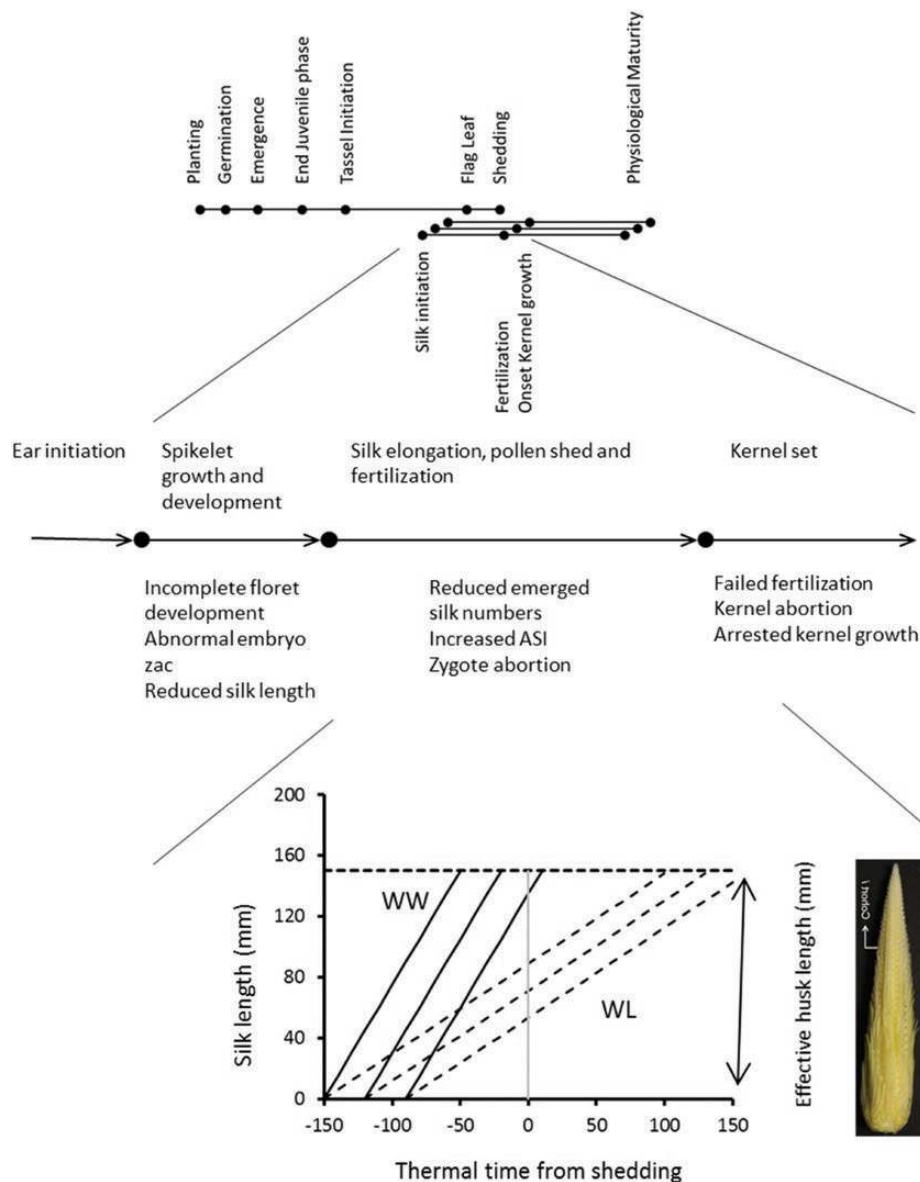 Planting
Germination
Emergence
End Juvenile phase
Tassel Initiation
Flag Leaf
Shedding
Physiological Maturity
Silk initiation
Fertilization
Onset Kernel growth
Ear initiation
Spikelet
growth and
development
Silk elongation, pollen shed and
fertilization
Kernel set
Incomplete floret
development
Abnormal embryo
zac
Reduced silk length
Reduced emerged
silk numbers
Increased ASI
Zygote abortion
Failed fertilization
Kernel abortion
Arrested kernel growth
200
160
120
80
40
0
Silk length (mm)
WW
WL
-150
-100
-50
0
50
100
150
Thermal time from shedding
Effective husk length (mm)
Cohort 1